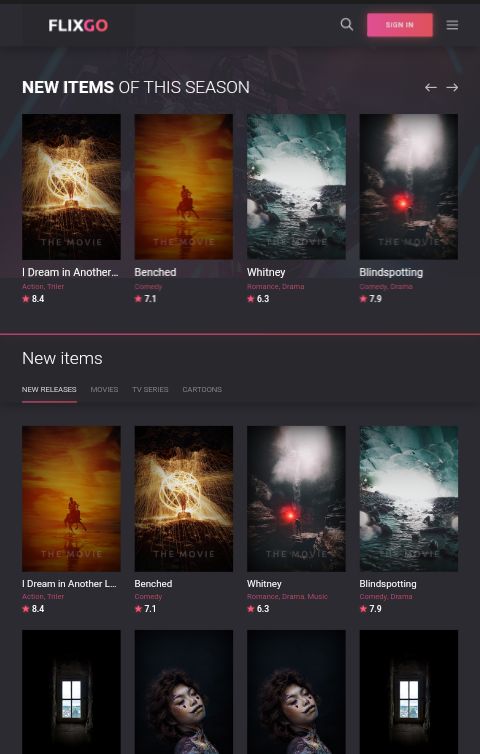 FLIXGO
SIGN IN
NEW ITEMS OF THIS SEASON
THE MOVIE
THE MOVIE
THE MOVIE
THE MOVIE
I Dream in Another...
Benched
Whitney
Blindspotting
Action, Triler
Comedy
Romance, Drama
Comedy, Drama
8.4
7.1
6.3
7.9
New items
NEW RELEASES MOVIES TV SERIES CARTOONS
THE MOVIE
THE MOVIE
THE MOVIE
THE MOVIE
I Dream in Another L...
Benched
Whitney
Blindspotting
Action, Triler
Comedy
Romance, Drama, Music
Comedy, Drama
8.4
7.1
6.3
7.9